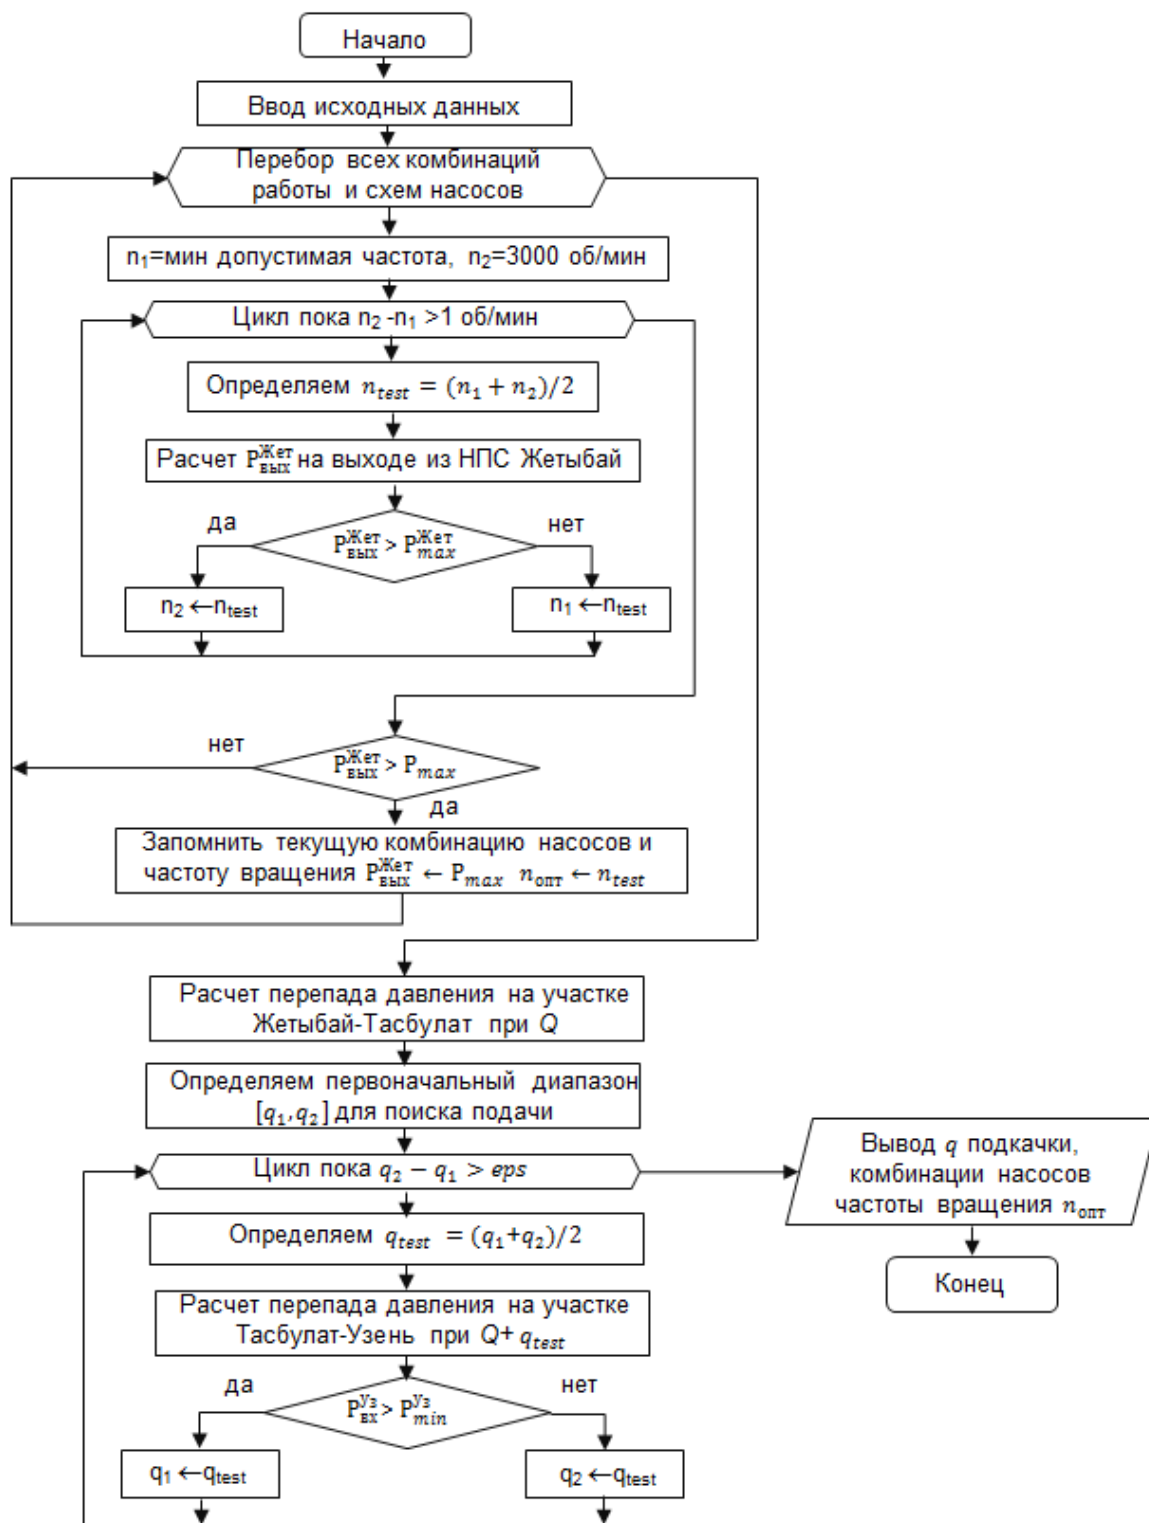 Начало
Ввод исходных данных
Перебор всех комбинаций
работы и схем насосов
n₁=мин допустимая частота, n₂=3000 об/мин
Цикл пока n₂ -n₁ >1 об/мин
Определяем n_test = (n₁ + n₂)/2
Расчет P_вых^Жет на выходе из НПС Жетыбай
да
нет
P_вых^Жет > P_max^Жет
n₂ ←n_test
n₁ ←n_test
нет
P_вых^Жет > P_max
да
Запомнить текущую комбинацию насосов и
частоту вращения P_вых^Жет ← P_max n_опт ← n_test
Расчет перепада давления на участке
Жетыбай-Тасбулат при Q
Определяем первоначальный диапазон
[q₁,q₂] для поиска подачи
Цикл пока q₂ − q₁ > eps
Вывод q подкачки,
комбинации насосов
частоты вращения n_опт
Определяем q_test = (q₁+q₂)/2
Конец
Расчет перепада давления на участке
Тасбулат-Узень при Q+ q_test
да
нет
P_вх^Уз > P_min^Уз
q₁ ←q_test
q₂ ←q_test